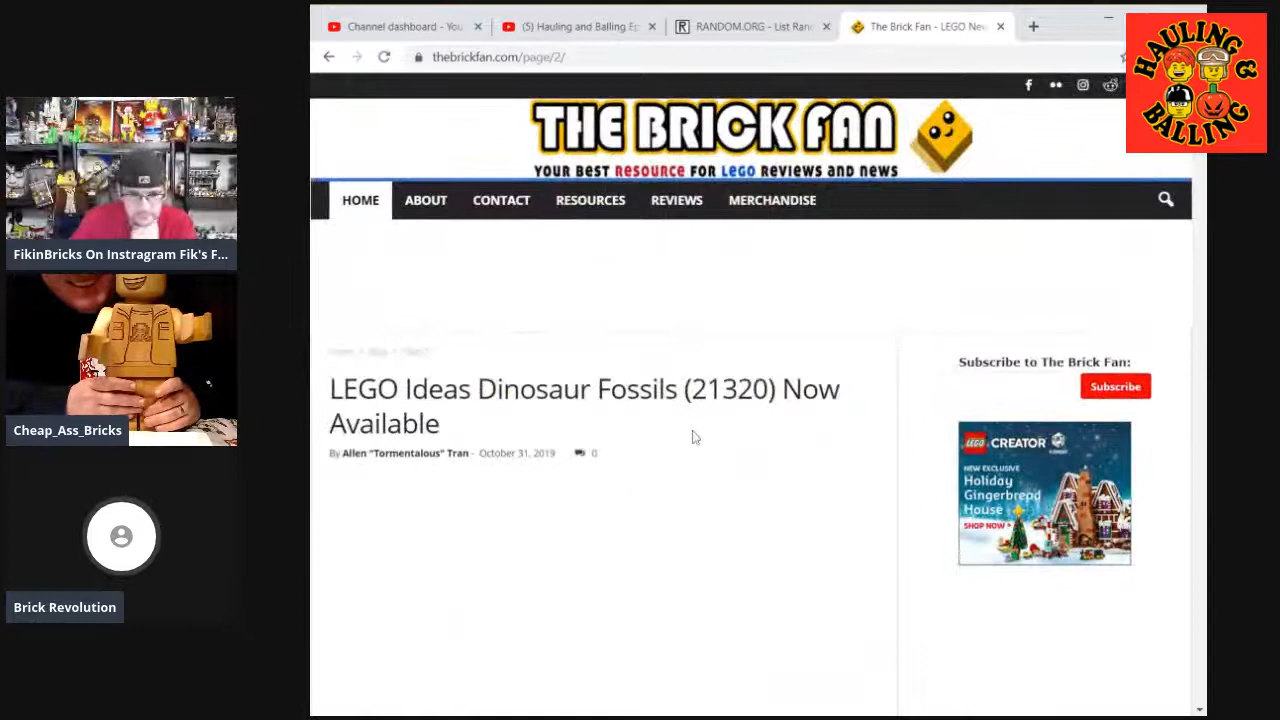 Channel dashboard - You
(5) Hauling and Balling Ep
RANDOM.ORG - List Ran
The Brick Fan - LEGO New
thebrickfan.com/page/2/
HAULING &
BALLING
THE BRICK FAN
YOUR BEST RESOURCE FOR LEGO REVIEWS AND NEWS
HOME
ABOUT
CONTACT
RESOURCES
REVIEWS
MERCHANDISE
LEGO Ideas Dinosaur Fossils (21320) Now
Available
By Allen "Tormentalous" Tran - October 31, 2019 0
Subscribe to The Brick Fan:
Subscribe
LEGO CREATOR
NEW EXCLUSIVE
Holiday
Gingerbread
House
SHOP NOW
FikinBricks On Instragram Fik's F...
Cheap_Ass_Bricks
Brick Revolution